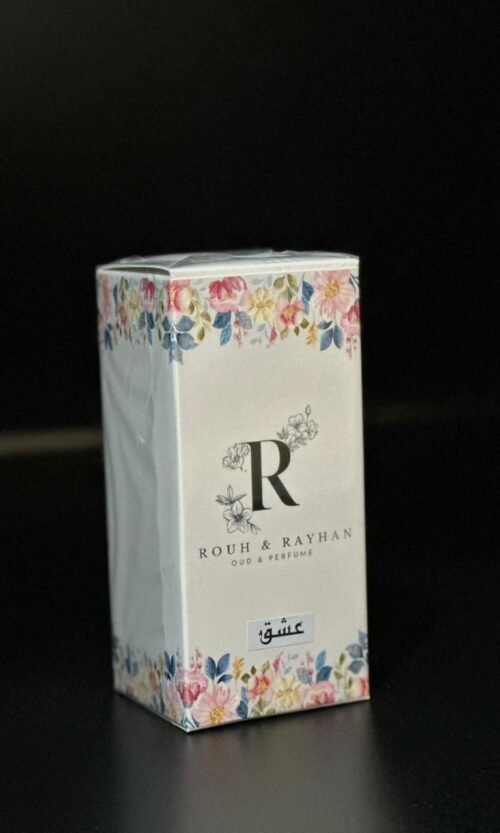 R
ROUH & RAYHAN
OUD & PERFUME
عشق